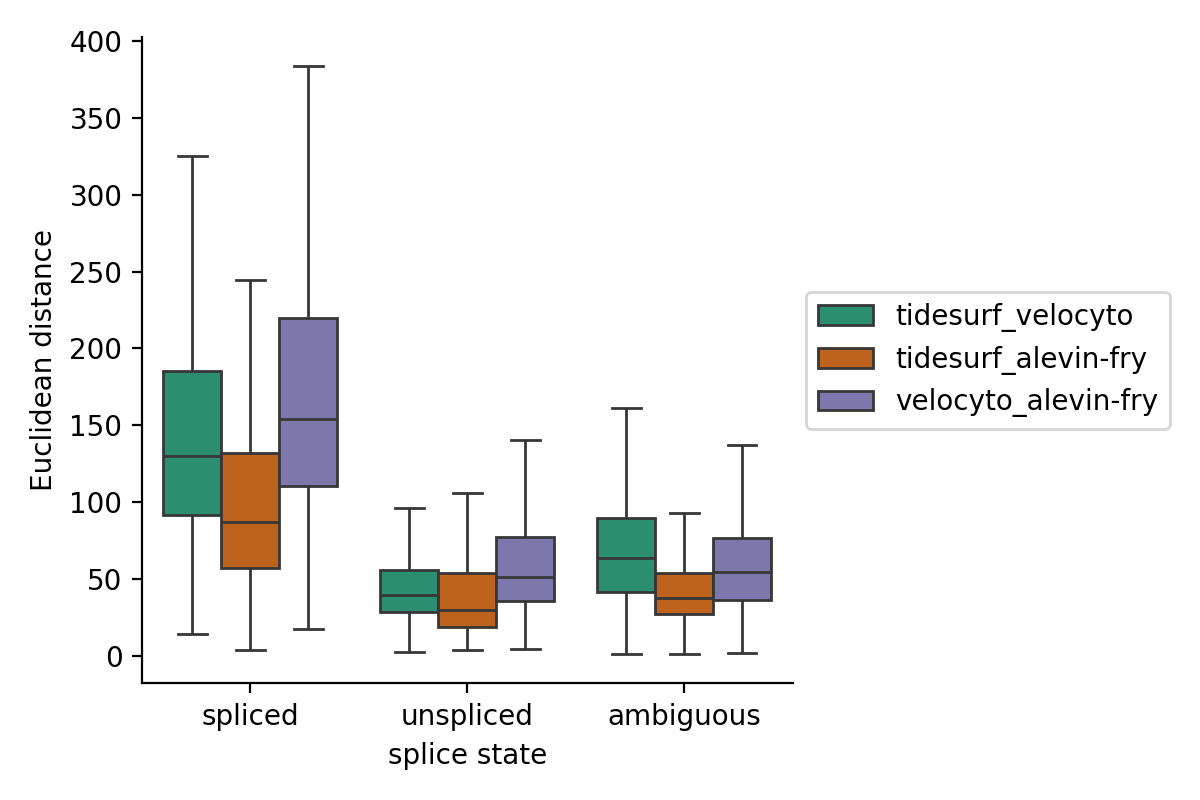 400
350
300
250
200
150
100
50
0
Euclidean distance
spliced
unspliced
ambiguous
splice state
tidesurf_velocyto
tidesurf_alevin-fry
velocyto_alevin-fry